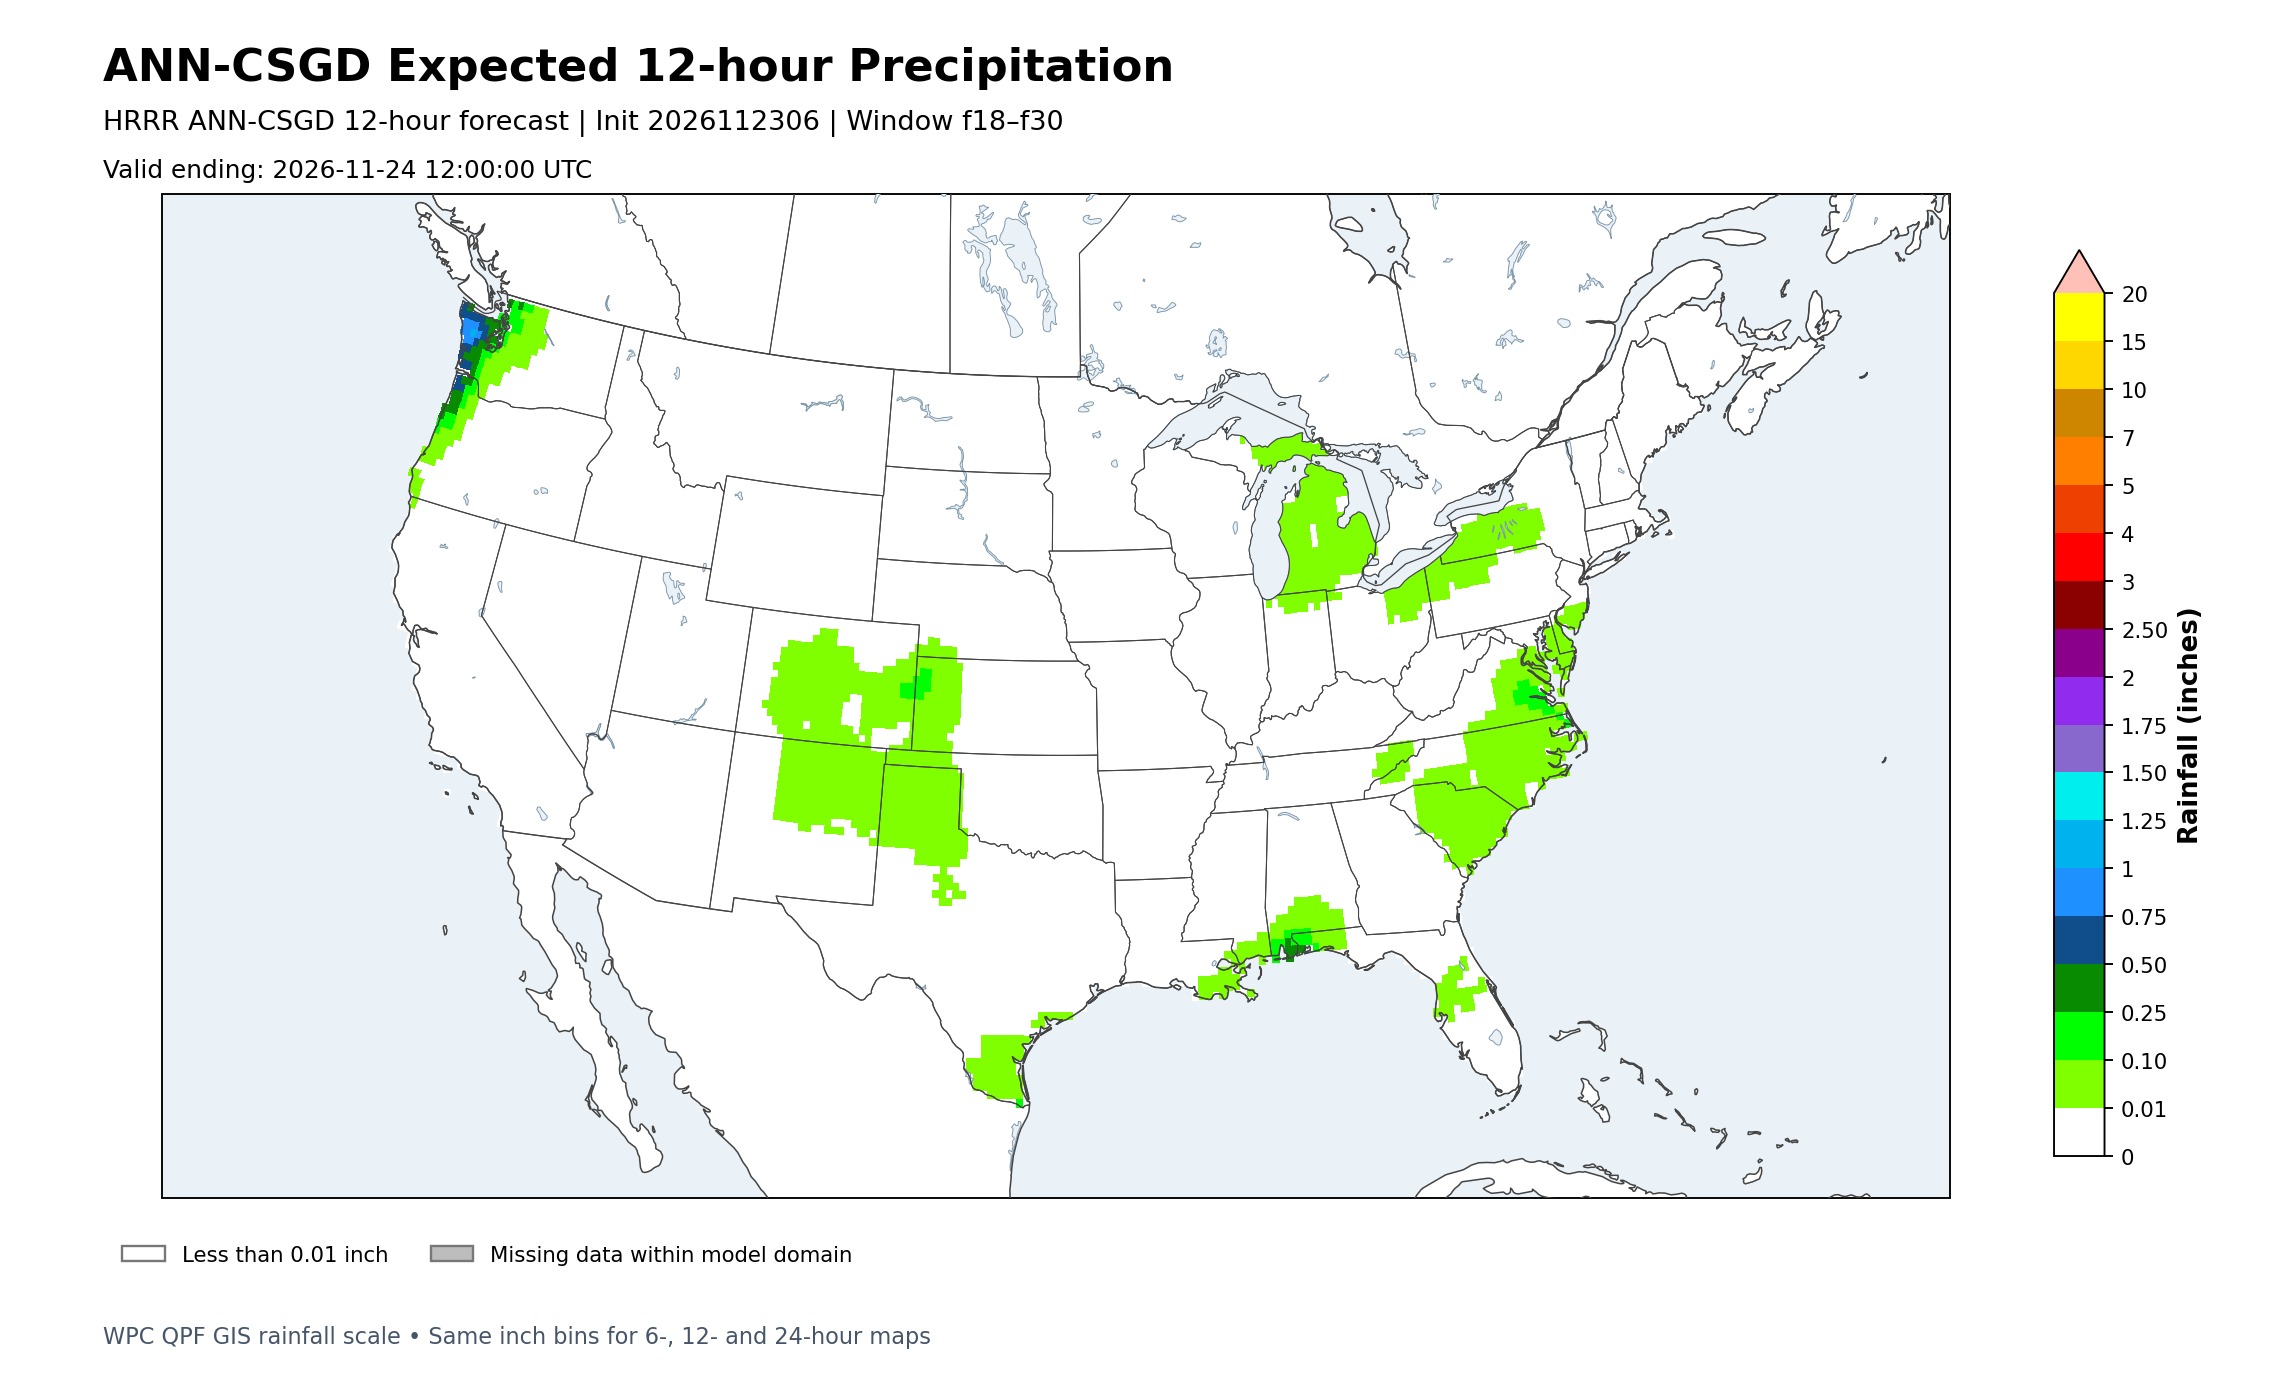 ANN-CSGD Expected 12-hour Precipitation
HRRR ANN-CSGD 12-hour forecast | Init 2026112306 | Window f18–f30
Valid ending: 2026-11-24 12:00:00 UTC
20
15
10
7
5
4
3
2.50
2
1.75
1.50
1.25
1
0.75
0.50
0.25
0.10
0.01
0
Rainfall (inches)
Less than 0.01 inch
Missing data within model domain
WPC QPF GIS rainfall scale • Same inch bins for 6-, 12- and 24-hour maps